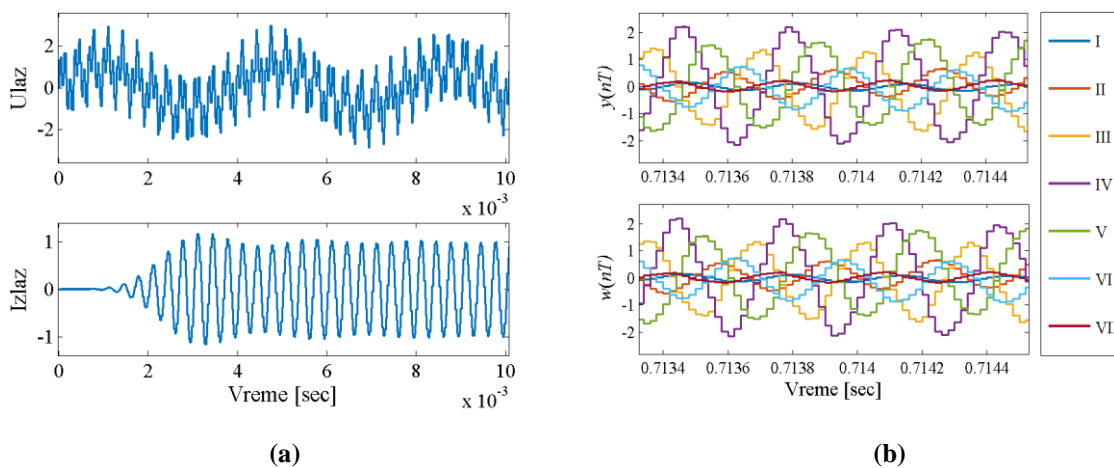 Ulaz
2
0
-2
0
2
4
6
8
10
x 10-3
Izlaz
1
0
-1
0
2
4
6
8
10
Vreme [sec]
x 10-3
(a)
y(nT)
2
1
0
-1
-2
0.7134
0.7136
0.7138
0.714
0.7142
0.7144
w(nT)
2
1
0
-1
-2
0.7134
0.7136
0.7138
0.714
0.7142
0.7144
Vreme [sec]
I
II
III
IV
V
VI
VII
(b)